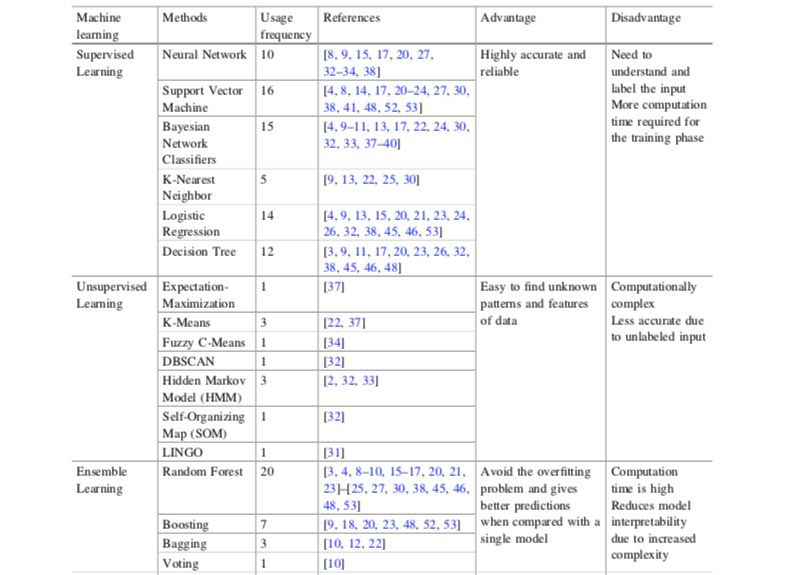 Machine learning | Methods | Usage frequency | References | Advantage | Disadvantage
Supervised Learning | Neural Network | 10 | [8, 9, 15, 17, 20, 27, 32–34, 38] | Highly accurate and reliable | Need to understand and label the input More computation time required for the training phase
Support Vector Machine | 16 | [4, 8, 14, 17, 20–24, 27, 30, 38, 41, 48, 52, 53]
Bayesian Network Classifiers | 15 | [4, 9–11, 13, 17, 22, 24, 30, 32, 33, 37–40]
K-Nearest Neighbor | 5 | [9, 13, 22, 25, 30]
Logistic Regression | 14 | [4, 9, 13, 15, 20, 21, 23, 24, 26, 32, 38, 45, 46, 53]
Decision Tree | 12 | [3, 9, 11, 17, 20, 23, 26, 32, 38, 45, 46, 48]
Unsupervised Learning | Expectation-Maximization | 1 | [37] | Easy to find unknown patterns and features of data | Computationally complex Less accurate due to unlabeled input
K-Means | 3 | [22, 37]
Fuzzy C-Means | 1 | [34]
DBSCAN | 1 | [32]
Hidden Markov Model (HMM) | 3 | [2, 32, 33]
Self-Organizing Map (SOM) | 1 | [32]
LINGO | 1 | [31]
Ensemble Learning | Random Forest | 20 | [3, 4, 8–10, 15–17, 20, 21, 23]–[25, 27, 30, 38, 45, 46, 48, 53] | Avoid the overfitting problem and gives better predictions when compared with a single model | Computation time is high Reduces model interpretability due to increased complexity
Boosting | 7 | [9, 18, 20, 23, 48, 52, 53]
Bagging | 3 | [10, 12, 22]
Voting | 1 | [10]